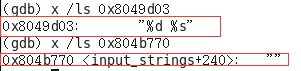 (gdb) x /ls 0x8049d03
0x8049d03:       "%d %s"
(gdb) x /ls 0x804b770
0x804b770 <input_strings+240>:   ""